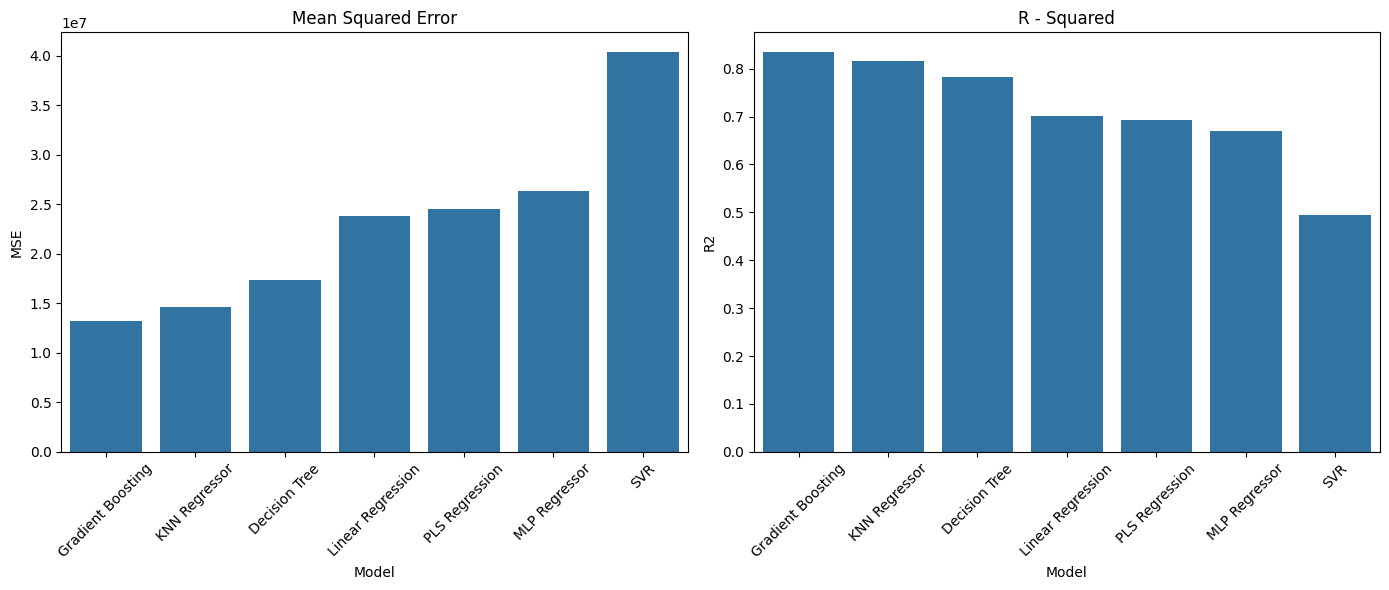 Mean Squared Error
1e7
4.0
3.5
3.0
2.5
2.0
1.5
1.0
0.5
0.0
MSE
Gradient Boosting
KNN Regressor
Decision Tree
Linear Regression
PLS Regression
MLP Regressor
SVR
Model
R - Squared
0.8
0.7
0.6
0.5
0.4
0.3
0.2
0.1
0.0
R2
Gradient Boosting
KNN Regressor
Decision Tree
Linear Regression
PLS Regression
MLP Regressor
SVR
Model